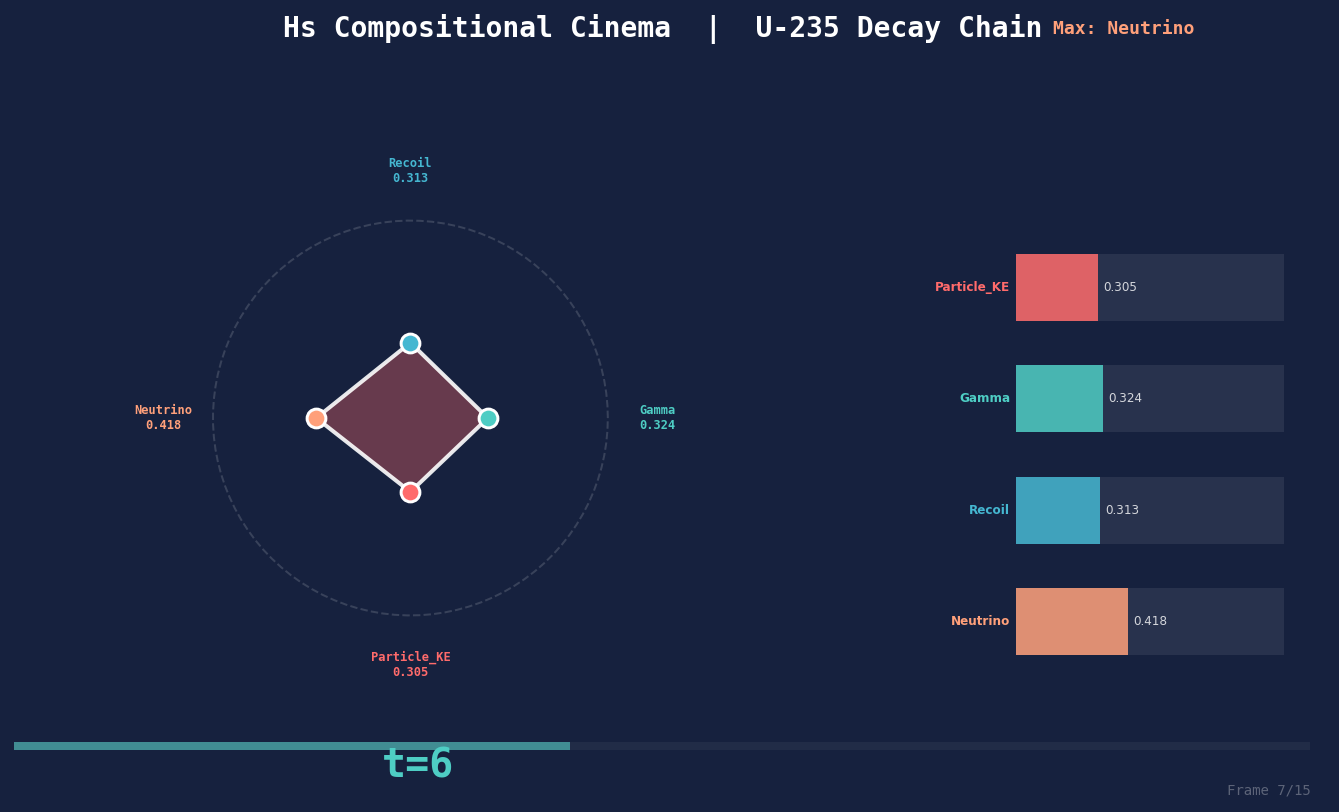 Hs Compositional Cinema | U-235 Decay Chain
Max: Neutrino
Recoil
0.313
Neutrino
0.418
Gamma
0.324
Particle_KE
0.305
Particle_KE 0.305
Gamma 0.324
Recoil 0.313
Neutrino 0.418
t=6
Frame 7/15